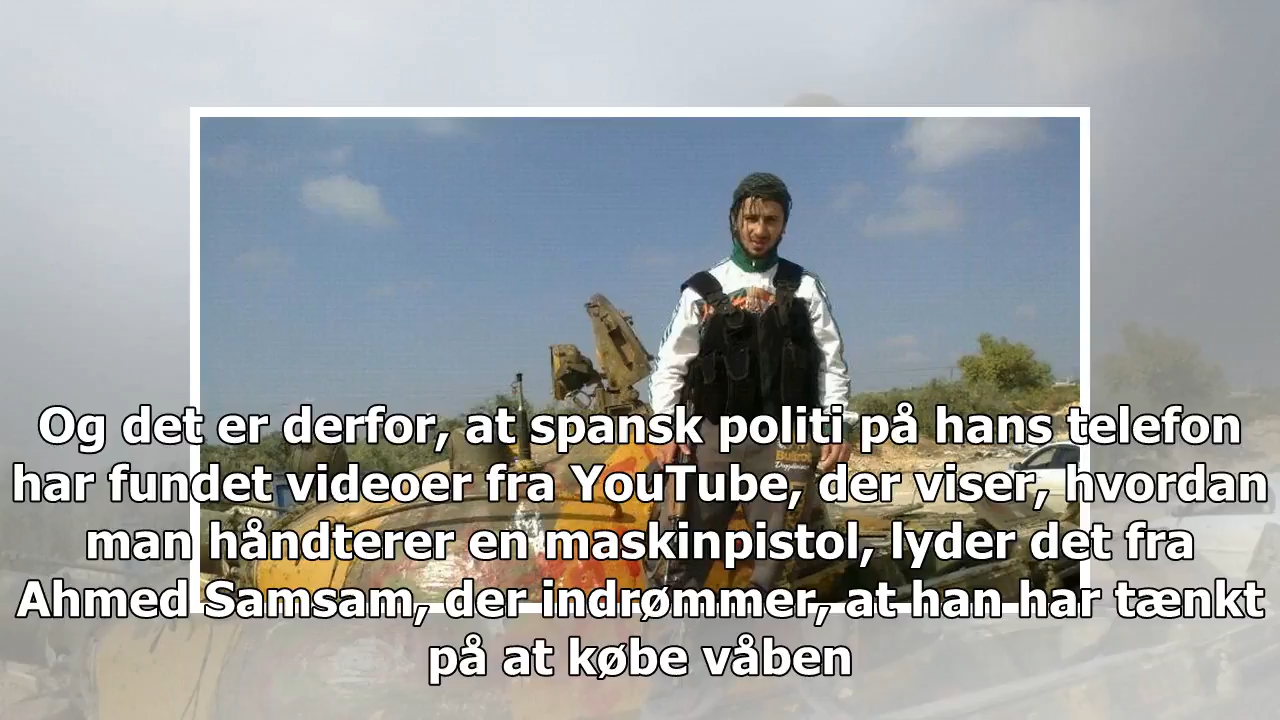 Og det er derfor, at spansk politi på hans telefon
har fundet videoer fra YouTube, der viser, hvordan
man håndterer en maskinpistol, lyder det fra
Ahmed Samsam, der indrømmer, at han har tænkt
på at købe våben